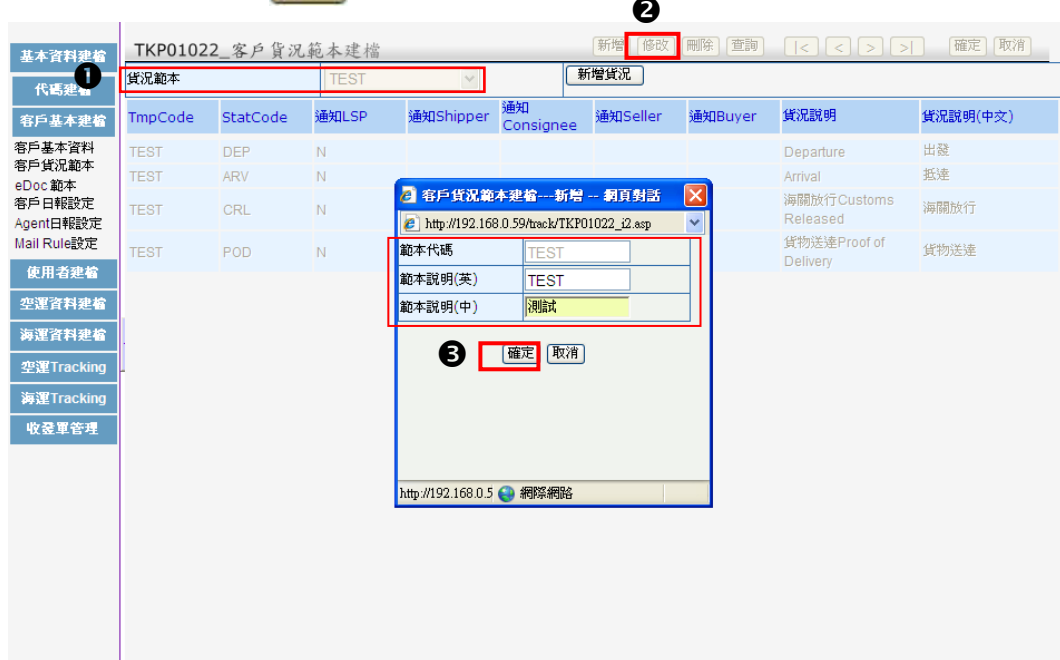 ❷
TKP01022_客戶貨況範本建檔
新增 修改 刪除 查詢 |< < > >| 確定 取消
❶
貨況範本 TEST 新增貨況
TmpCode StatCode 通知LSP 通知Shipper 通知Consignee 通知Seller 通知Buyer 貨況說明 貨況說明(中文)
TEST DEP N Departure 出發
TEST ARV N Arrival 抵達
TEST CRL N 海關放行Customs Released 海關放行
TEST POD N 貨物送達Proof of Delivery 貨物送達
基本資料建檔
代碼建
客戶基本建檔
客戶基本資料
客戶貨況範本
eDoc 範本
客戶日報設定
Agent日報設定
Mail Rule設定
使用者建檔
空運資料建檔
海運資料建檔
空運Tracking
海運Tracking
收發單管理
客戶貨況範本建檔---新增 -- 網頁對話
http://192.168.0.59/track/TKP01022_i2.asp
範本代碼 TEST
範本說明(英) TEST
範本說明(中) 測試
❸ 確定 取消
http://192.168.0.5 網際網路